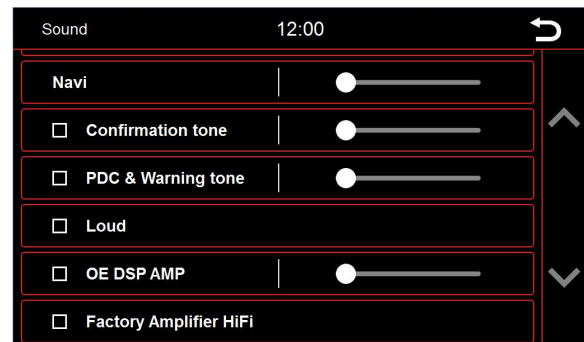 Sound 12:00
Navi
Confirmation tone
PDC & Warning tone
Loud
OE DSP AMP
Factory Amplifier HiFi